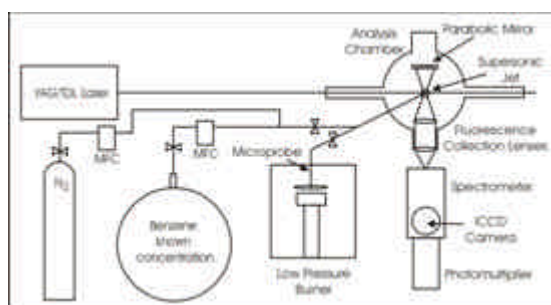 Analysis
Chamber
Parabolic Mirror
Supersonic
Jet
YAG/DL Laser
MFC
MFC
Fluorescence
Collection Lenses
Microprobe
N2
Spectrometer
Benzene
known
concentration
ICCD
Camera
Low Pressure
Burner
Photomultiplier